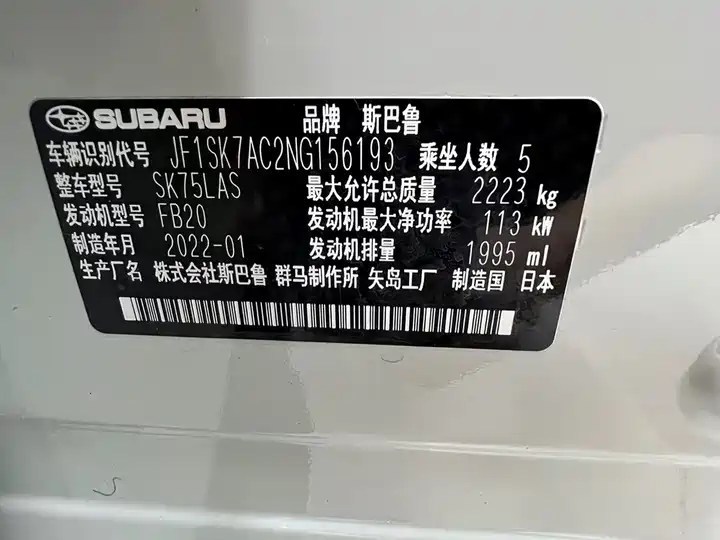 SUBARU 品牌 斯巴鲁
车辆识别代号 JF1SK7AC2NG156193 乘坐人数 5
整车型号 SK75LAS 最大允许总质量 2223 kg
发动机型号 FB20 发动机最大净功率 113 kW
制造年月 2022-01 发动机排量 1995 ml
生产厂名 株式会社斯巴鲁 群马制作所 矢岛工厂 制造国 日本